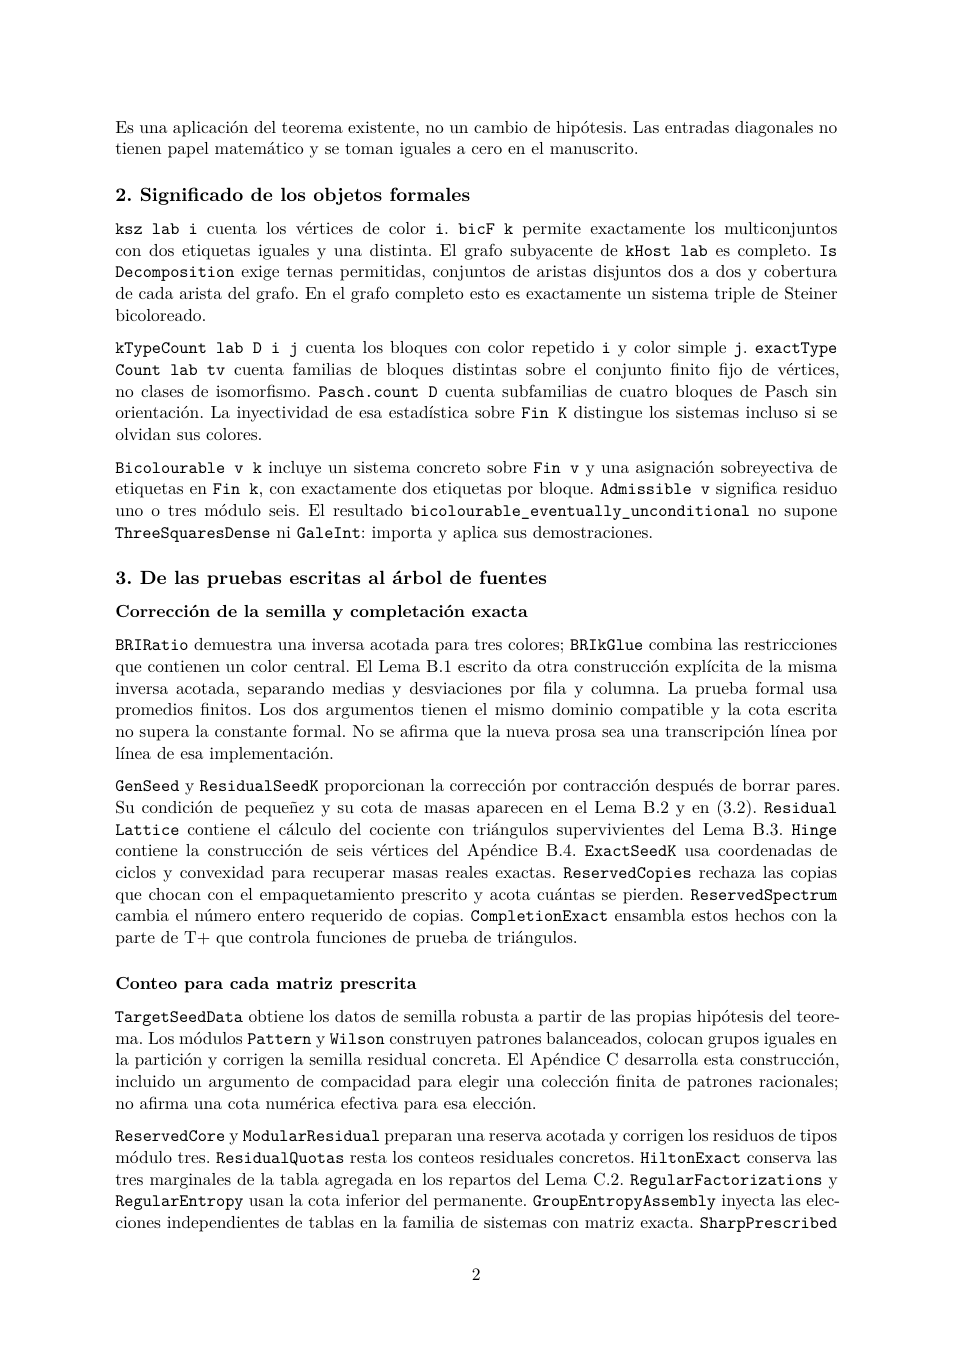 Es una aplicación del teorema existente, no un cambio de hipótesis. Las entradas diagonales no
tienen papel matemático y se toman iguales a cero en el manuscrito.
2. Significado de los objetos formales
ksz lab i cuenta los vértices de color i. bicF k permite exactamente los multiconjuntos
con dos etiquetas iguales y una distinta. El grafo subyacente de kHost lab es completo. Is
Decomposition exige ternas permitidas, conjuntos de aristas disjuntos dos a dos y cobertura
de cada arista del grafo. En el grafo completo esto es exactamente un sistema triple de Steiner
bicoloreado.
kTypeCount lab D i j cuenta los bloques con color repetido i y color simple j. exactType
Count lab tv cuenta familias de bloques distintas sobre el conjunto finito fijo de vértices,
no clases de isomorfismo. Pasch.count D cuenta subfamilias de cuatro bloques de Pasch sin
orientación. La inyectividad de esa estadística sobre Fin K distingue los sistemas incluso si se
olvidan sus colores.
Bicolourable v k incluye un sistema concreto sobre Fin v y una asignación sobreyectiva de
etiquetas en Fin k, con exactamente dos etiquetas por bloque. Admissible v significa residuo
uno o tres módulo seis. El resultado bicolourable_eventually_unconditional no supone
ThreeSquaresDense ni GaleInt: importa y aplica sus demostraciones.
3. De las pruebas escritas al árbol de fuentes
Corrección de la semilla y completación exacta
BRIRatio demuestra una inversa acotada para tres colores; BRIkGlue combina las restricciones
que contienen un color central. El Lema B.1 escrito da otra construcción explícita de la misma
inversa acotada, separando medias y desviaciones por fila y columna. La prueba formal usa
promedios finitos. Los dos argumentos tienen el mismo dominio compatible y la cota escrita
no supera la constante formal. No se afirma que la nueva prosa sea una transcripción línea por
línea de esa implementación.
GenSeed y ResidualSeedK proporcionan la corrección por contracción después de borrar pares.
Su condición de pequeñez y su cota de masas aparecen en el Lema B.2 y en (3.2). Residual
Lattice contiene el cálculo del cociente con triángulos supervivientes del Lema B.3. Hinge
contiene la construcción de seis vértices del Apéndice B.4. ExactSeedK usa coordenadas de
ciclos y convexidad para recuperar masas reales exactas. ReservedCopies rechaza las copias
que chocan con el empaquetamiento prescrito y acota cuántas se pierden. ReservedSpectrum
cambia el número entero requerido de copias. CompletionExact ensambla estos hechos con la
parte de T+ que controla funciones de prueba de triángulos.
Conteo para cada matriz prescrita
TargetSeedData obtiene los datos de semilla robusta a partir de las propias hipótesis del teore-
ma. Los módulos Pattern y Wilson construyen patrones balanceados, colocan grupos iguales en
la partición y corrigen la semilla residual concreta. El Apéndice C desarrolla esta construcción,
incluido un argumento de compacidad para elegir una colección finita de patrones racionales;
no afirma una cota numérica efectiva para esa elección.
ReservedCore y ModularResidual preparan una reserva acotada y corrigen los residuos de tipos
módulo tres. ResidualQuotas resta los conteos residuales concretos. HiltonExact conserva las
tres marginales de la tabla agregada en los repartos del Lema C.2. RegularFactorizations y
RegularEntropy usan la cota inferior del permanente. GroupEntropyAssembly inyecta las elec-
ciones independientes de tablas en la familia de sistemas con matriz exacta. SharpPrescribed
2